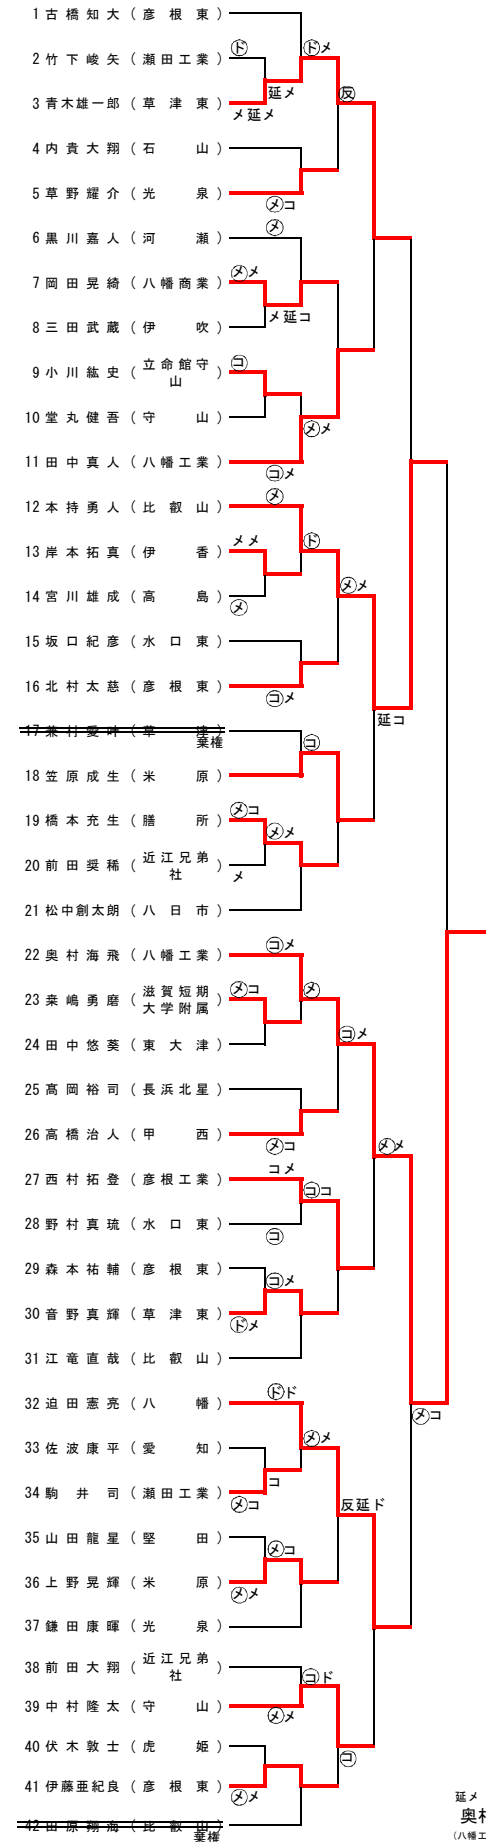 1 古橋知大 (彦根東)
ド ドメ
2 竹下峻矢 (瀬田工業)
延メ 反
3 青木雄一郎 (草津東)
メ延メ
4 内貴大翔 (石山)
5 草野耀介 (光泉)
メコ
メ
6 黒川嘉人 (河瀬)
メメ
7 岡田晃綺 (八幡商業)
メ延コ
8 三田武蔵 (伊吹)
コ
9 小川紘史 (立命館守山)
10 堂丸健吾 (守山)
メメ
11 田中真人 (八幡工業)
コメ
メ
12 本持勇人 (比叡山)
メメ ド
13 岸本拓真 (伊香)
メメ
14 宮川雄成 (高島)
メ
15 坂口紀彦 (水口東)
16 北村太慈 (彦根東)
コメ
延コ
17 兼村愛叶 (草津)
棄権 コ
18 笠原成生 (米原)
メコ
19 橋本充生 (膳所)
メメ
20 前田奨稀 (近江兄弟社)
メ
21 松中創太朗 (八日市)
コメ
22 奥村海飛 (八幡工業)
メコ メ
23 桒嶋勇磨 (滋賀短期大学附属)
コメ
24 田中悠葵 (東大津)
25 髙岡裕司 (長浜北星)
26 高橋治人 (甲西)
メコ
メメ
コメ
27 西村拓登 (彦根工業)
ココ
28 野村真琉 (水口東)
コ
29 森本祐輔 (彦根東)
コメ
30 音野真輝 (草津東)
ドメ
31 江竜直哉 (比叡山)
ドド
32 迫田憲亮 (八幡)
メコ
メメ
33 佐波康平 (愛知)
コ
34 駒井司 (瀬田工業)
メコ
反延ド
35 山田龍星 (堅田)
メコ
36 上野晃輝 (米原)
メメ
37 鎌田康暉 (光泉)
38 前田大翔 (近江兄弟社)
コド
39 中村隆太 (守山)
メメ
40 伏木敦士 (虎姫)
コ
41 伊藤亜紀良 (彦根東)
メメ
42 田原翔海 (比叡山)
棄権
延メ
奥村
(八幡工